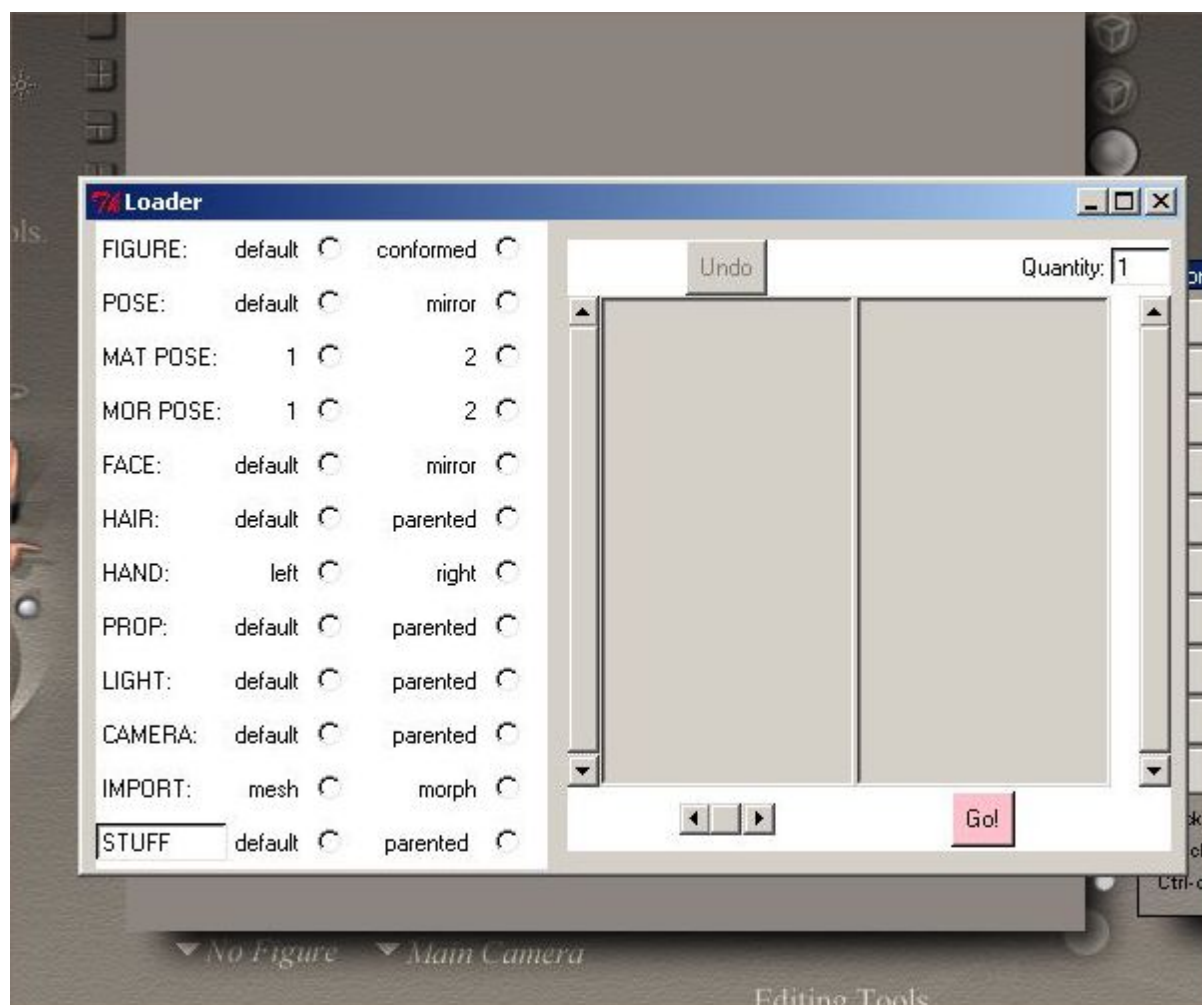 ols.
Loader
FIGURE: default conformed
Undo
Quantity: 1
POSE: default mirror
MAT POSE: 1 2
MOR POSE: 1 2
FACE: default mirror
HAIR: default parented
HAND: left right
PROP: default parented
LIGHT: default parented
CAMERA: default parented
IMPORT: mesh morph
Go!
STUFF default parented
Ctrl-c
No Figure Main Camera
Editing Tools